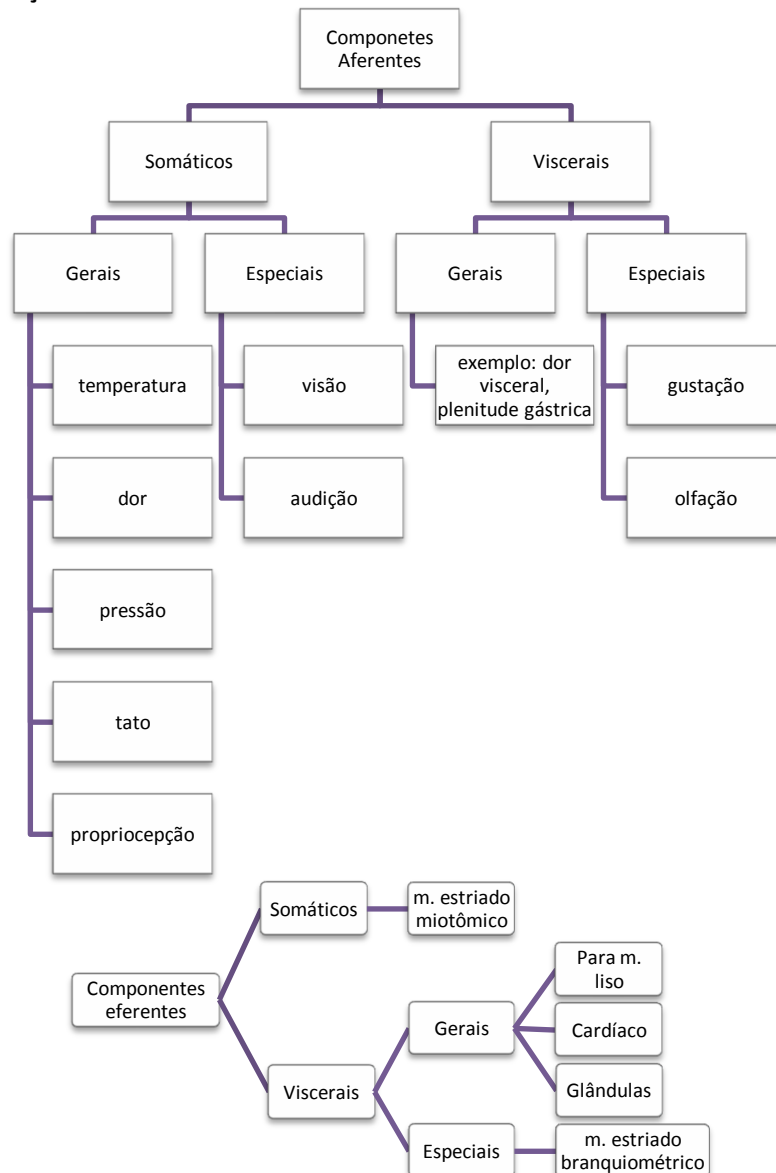 Componetes
Aferentes
Somáticos
Viscerais
Gerais
Especiais
Gerais
Especiais
temperatura
visão
exemplo: dor
visceral,
plenitude gástrica
gustação
dor
audição
olfação
pressão
tato
propriocepção
Somáticos
m. estriado
miotômico
Componentes
eferentes
Viscerais
Gerais
Para m.
liso
Cardíaco
Glândulas
Especiais
m. estriado
branquiométrico